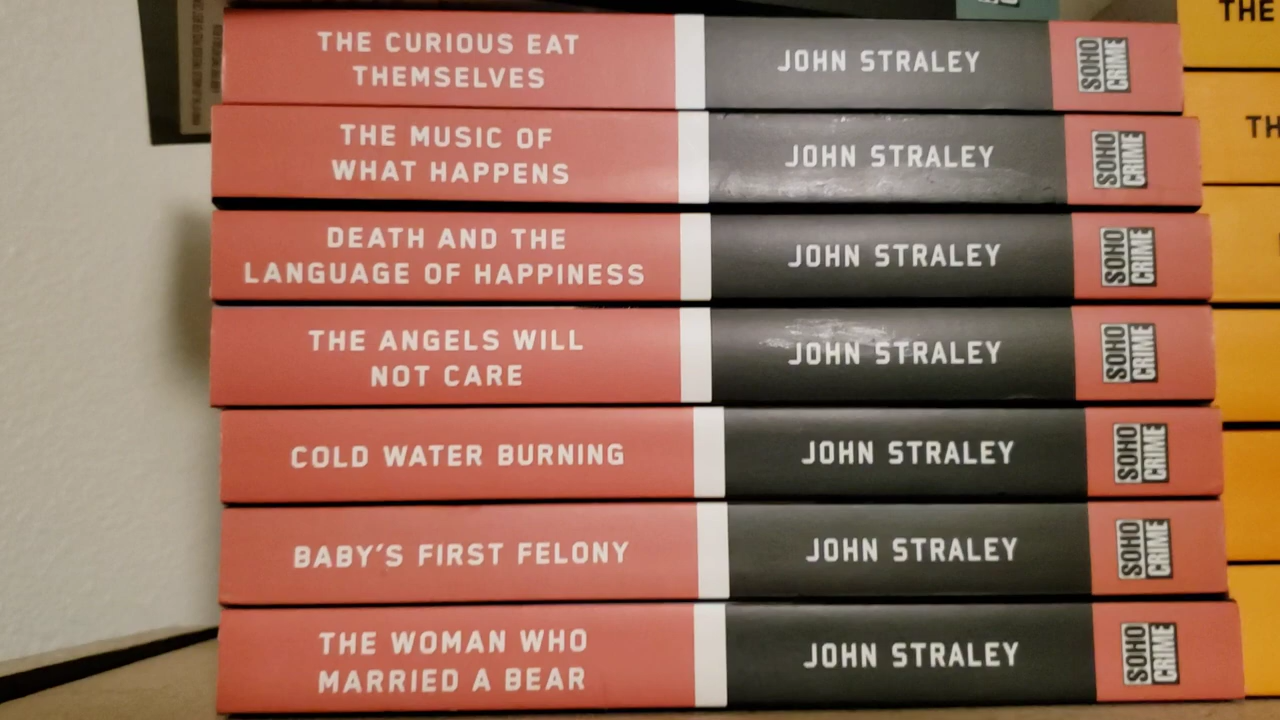 THE CURIOUS EAT
THEMSELVES
JOHN STRALEY
SOHO
CRIME
THE MUSIC OF
WHAT HAPPENS
JOHN STRALEY
SOHO
CRIME
DEATH AND THE
LANGUAGE OF HAPPINESS
JOHN STRALEY
SOHO
CRIME
THE ANGELS WILL
NOT CARE
JOHN STRALEY
SOHO
CRIME
COLD WATER BURNING
JOHN STRALEY
SOHO
CRIME
BABY'S FIRST FELONY
JOHN STRALEY
SOHO
CRIME
THE WOMAN WHO
MARRIED A BEAR
JOHN STRALEY
SOHO
CRIME
THE
TH